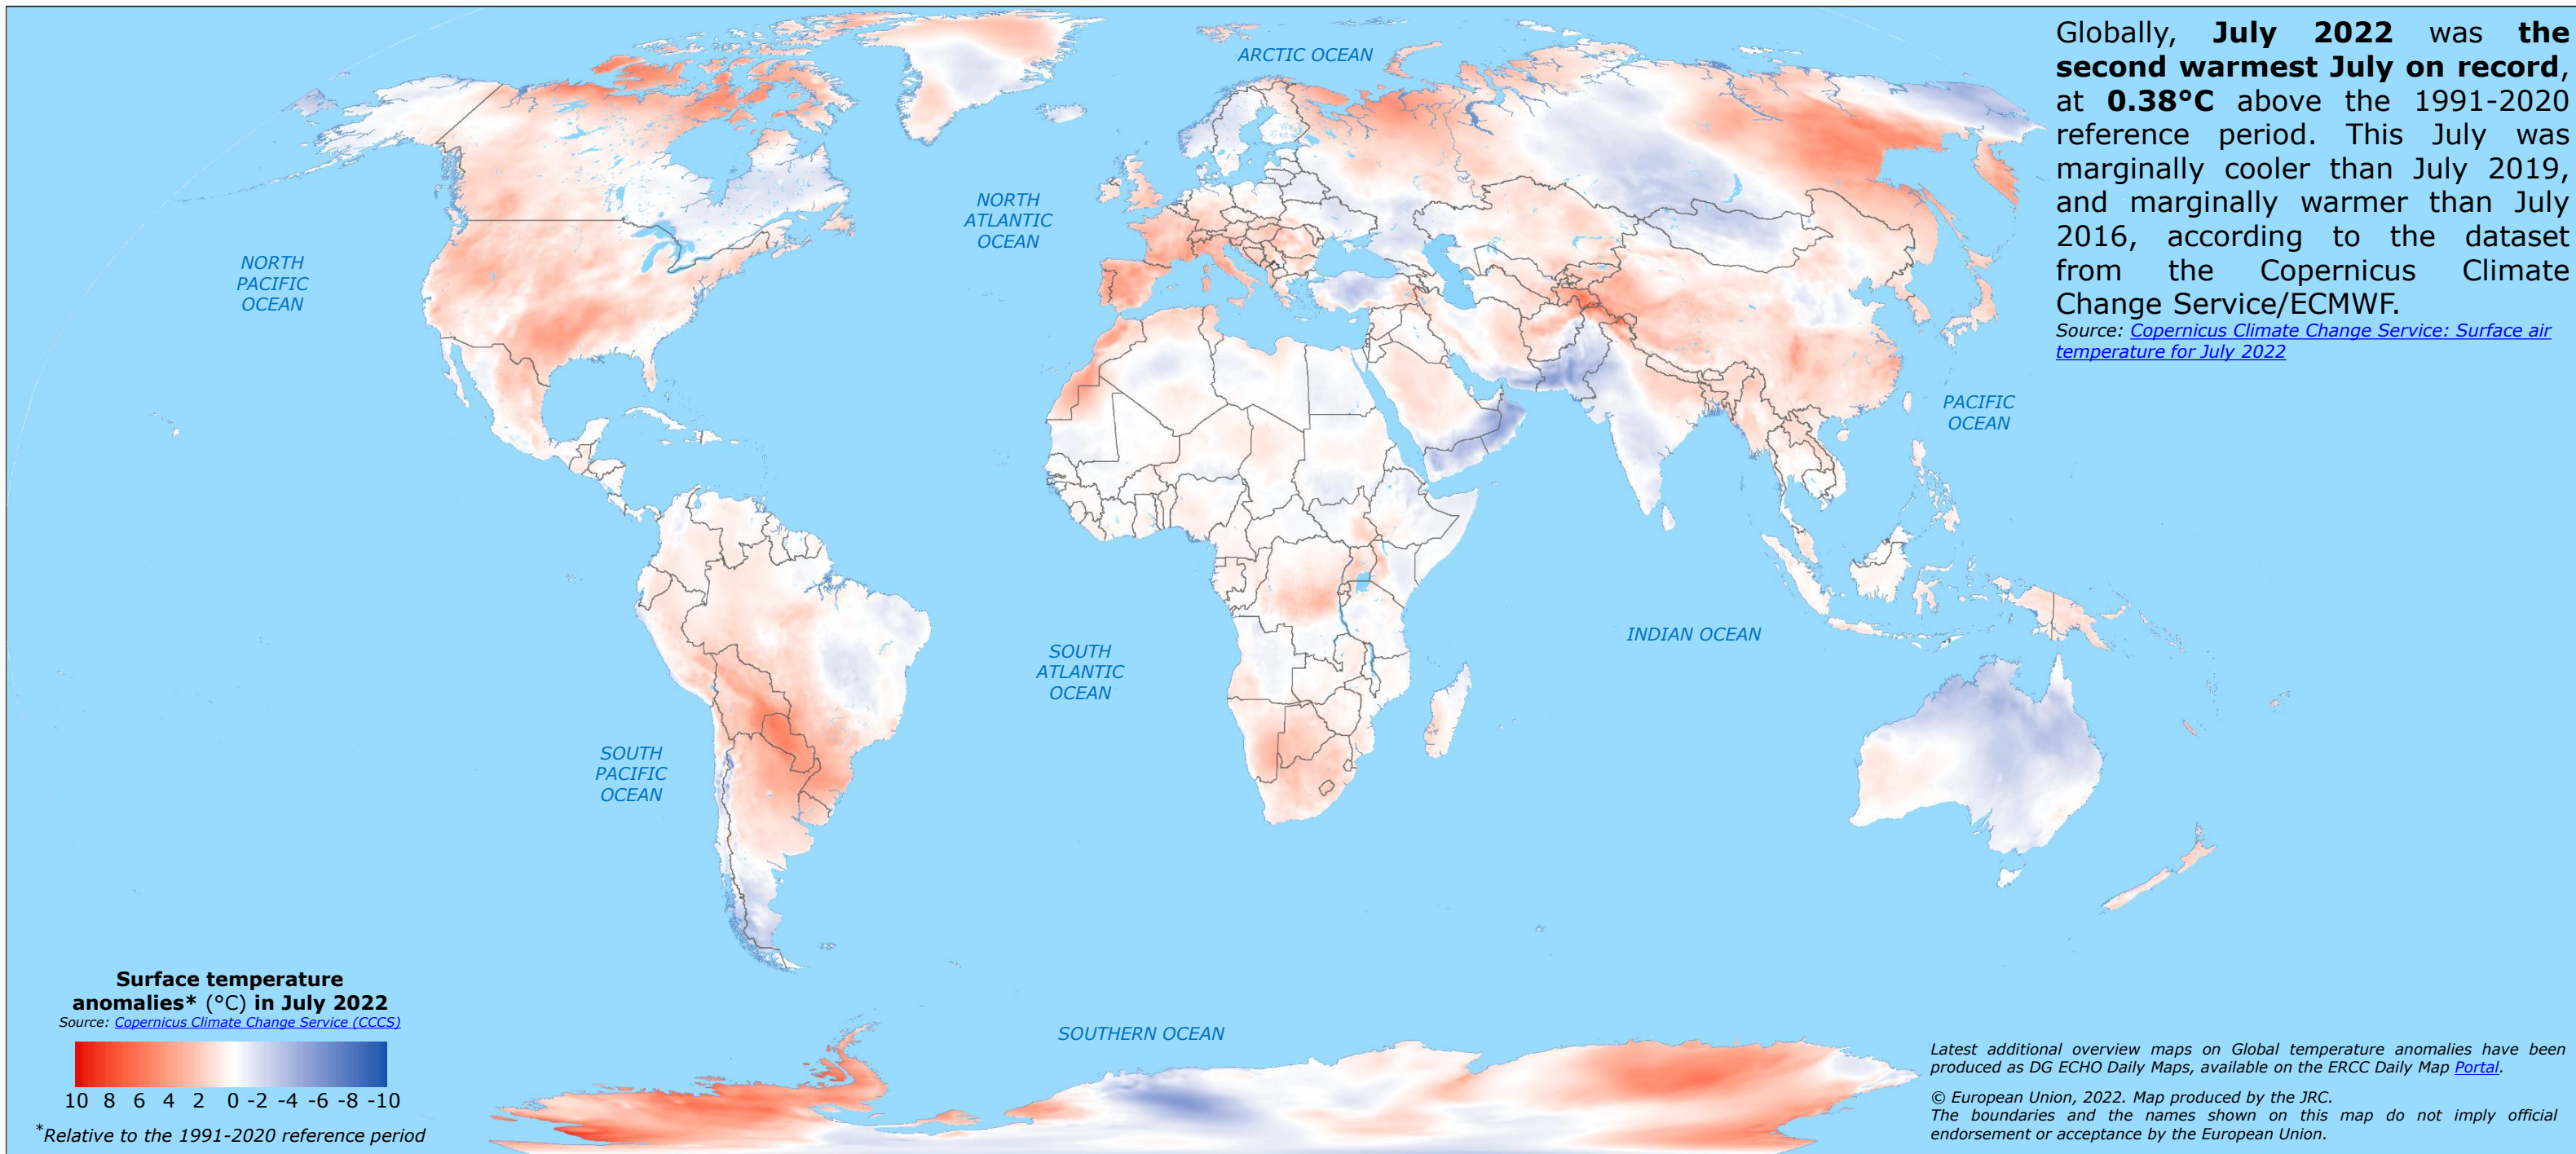 Globally, July 2022 was the
second warmest July on record,
at 0.38°C above the 1991-2020
reference period. This July was
marginally cooler than July 2019,
and marginally warmer than July
2016, according to the dataset
from the Copernicus Climate
Change Service/ECMWF.
Source: Copernicus Climate Change Service: Surface air
temperature for July 2022
ARCTIC OCEAN
NORTH
ATLANTIC
OCEAN
NORTH
PACIFIC
OCEAN
PACIFIC
OCEAN
INDIAN OCEAN
SOUTH
ATLANTIC
OCEAN
SOUTH
PACIFIC
OCEAN
SOUTHERN OCEAN
Surface temperature
anomalies* (°C) in July 2022
Source: Copernicus Climate Change Service (CCCS)
10 8 6 4 2 0 -2 -4 -6 -8 -10
*Relative to the 1991-2020 reference period
Latest additional overview maps on Global temperature anomalies have been
produced as DG ECHO Daily Maps, available on the ERCC Daily Map Portal.
© European Union, 2022. Map produced by the JRC.
The boundaries and the names shown on this map do not imply official
endorsement or acceptance by the European Union.